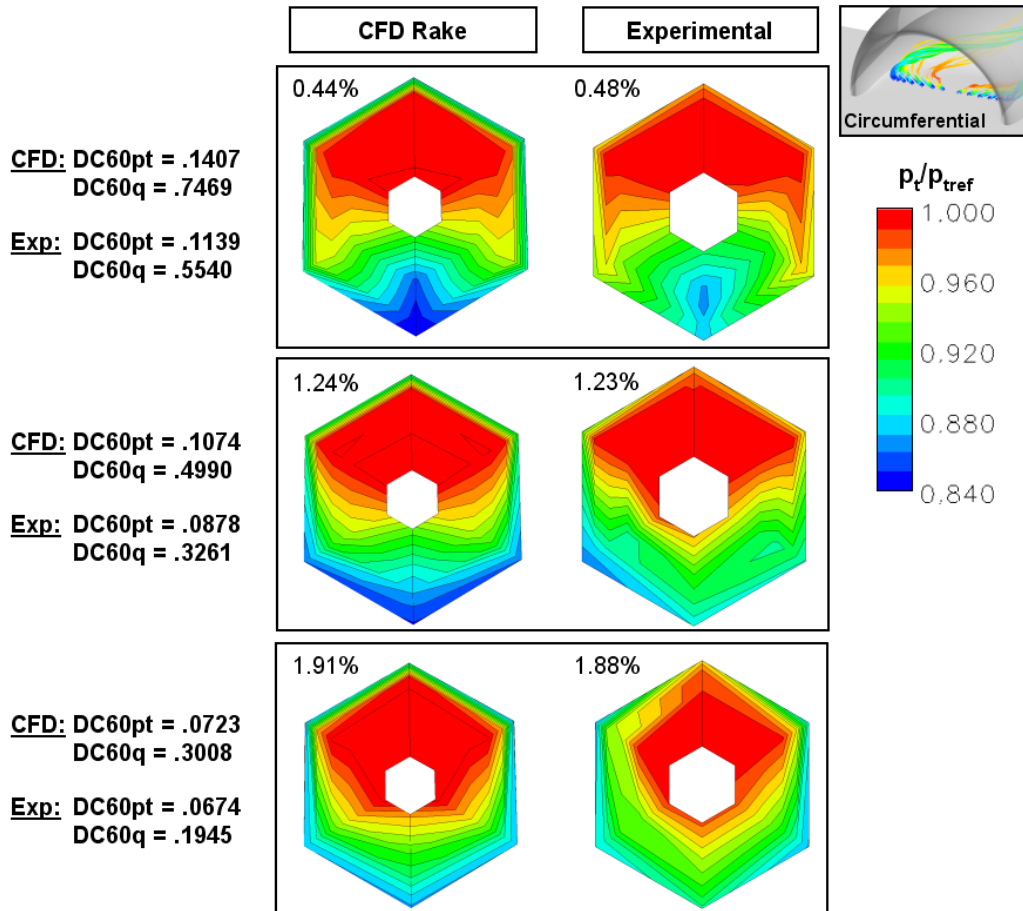 CFD Rake
Experimental
Circumferential
0.44%
0.48%
CFD: DC60pt = .1407
DC60q = .7469
Exp: DC60pt = .1139
DC60q = .5540
pt/ptref
1.000
0.960
0.920
0.880
0.840
1.24%
1.23%
CFD: DC60pt = .1074
DC60q = .4990
Exp: DC60pt = .0878
DC60q = .3261
1.91%
1.88%
CFD: DC60pt = .0723
DC60q = .3008
Exp: DC60pt = .0674
DC60q = .1945